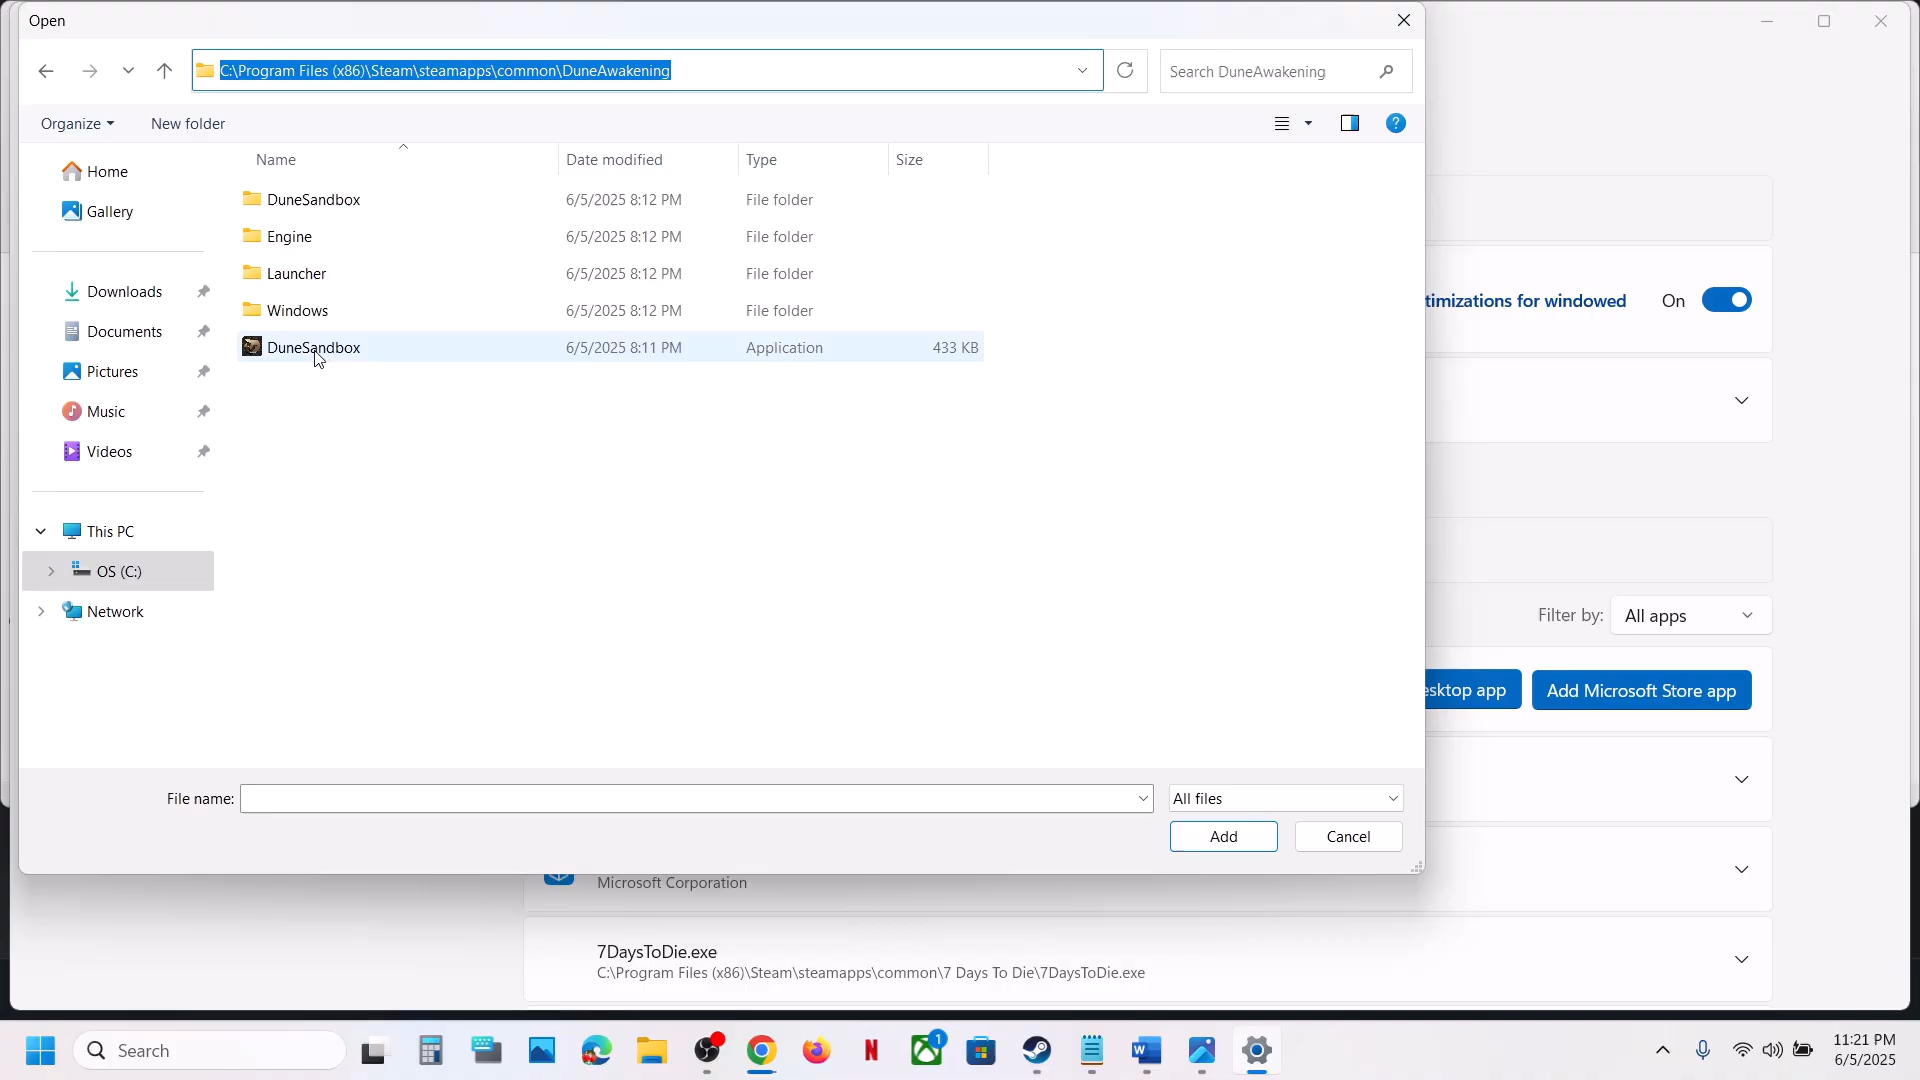 Open
C:\Program Files (x86)\Steam\steamapps\common\DuneAwakening
Search DuneAwakening
Organize
New folder
?
Name
Date modified
Type
Size
Home
Gallery
Downloads
Documents
Pictures
Music
Videos
This PC
OS (C:)
Network
DuneSandbox 6/5/2025 8:12 PM File folder
Engine 6/5/2025 8:12 PM File folder
Launcher 6/5/2025 8:12 PM File folder
Windows 6/5/2025 8:12 PM File folder
DuneSandbox 6/5/2025 8:11 PM Application 433 KB
timizations for windowed On
Filter by: All apps
esktop app
Add Microsoft Store app
File name:
All files
Add
Cancel
Microsoft Corporation
7DaysToDie.exe
C:\Program Files (x86)\Steam\steamapps\common\7 Days To Die\7DaysToDie.exe
Search
N
1
W
11:21 PM
6/5/2025